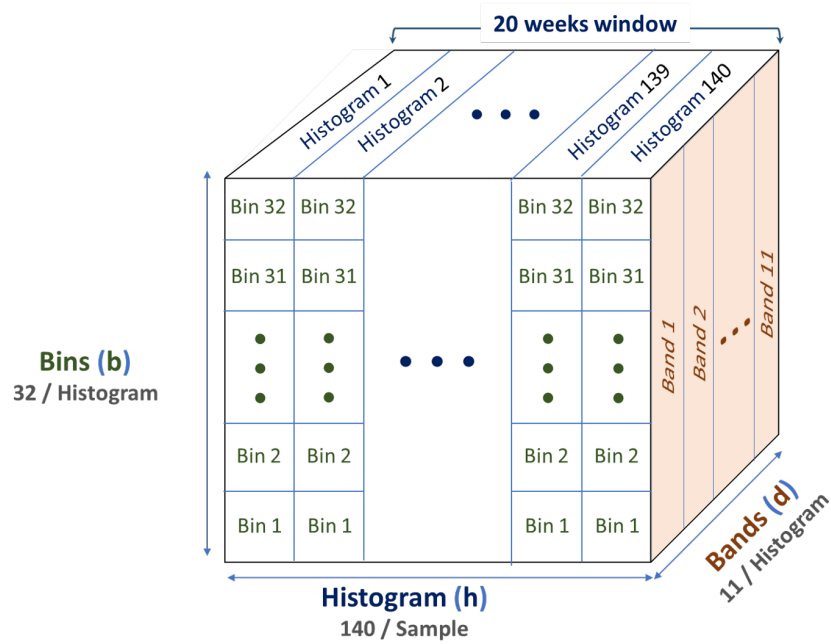 20 weeks window
Histogram 1
Histogram 2
• • •
Histogram 139
Histogram 140
Bin 32 Bin 32 Bin 32 Bin 32
Bin 31 Bin 31 Bin 31 Bin 31
Bin 2 Bin 2 Bin 2 Bin 2
Bin 1 Bin 1 Bin 1 Bin 1
• • •
Band 1
Band 2
...
Band 11
Bins (b)
32 / Histogram
Histogram (h)
140 / Sample
Bands (d)
11 / Histogram